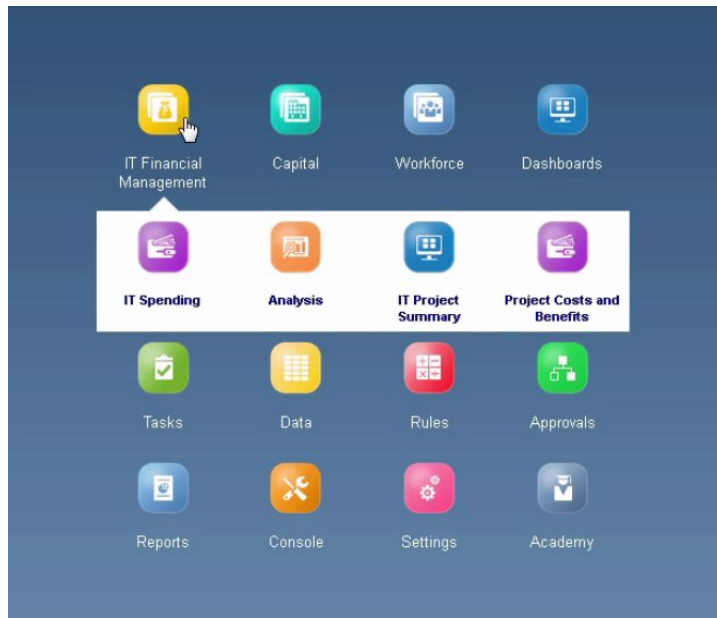 IT Financial
Management
Capital
Workforce
Dashboards
IT Spending
Analysis
IT Project
Summary
Project Costs and
Benefits
Tasks
Data
Rules
Approvals
Reports
Console
Settings
Academy